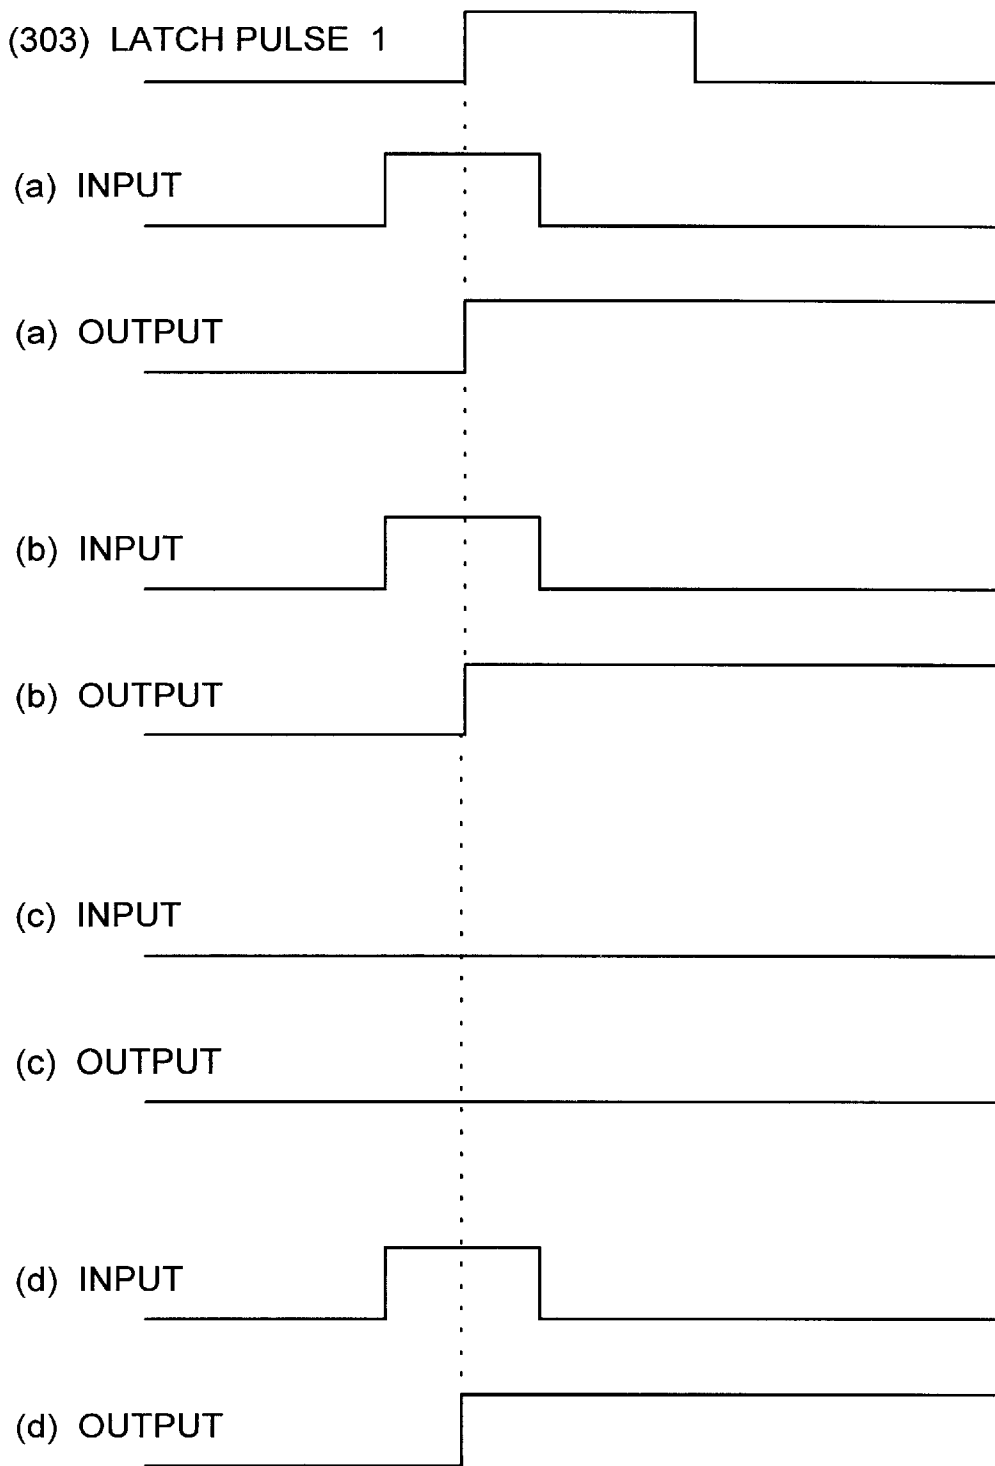 (303) LATCH PULSE 1
(a) INPUT
(a) OUTPUT
(b) INPUT
(b) OUTPUT
(c) INPUT
(c) OUTPUT
(d) INPUT
(d) OUTPUT